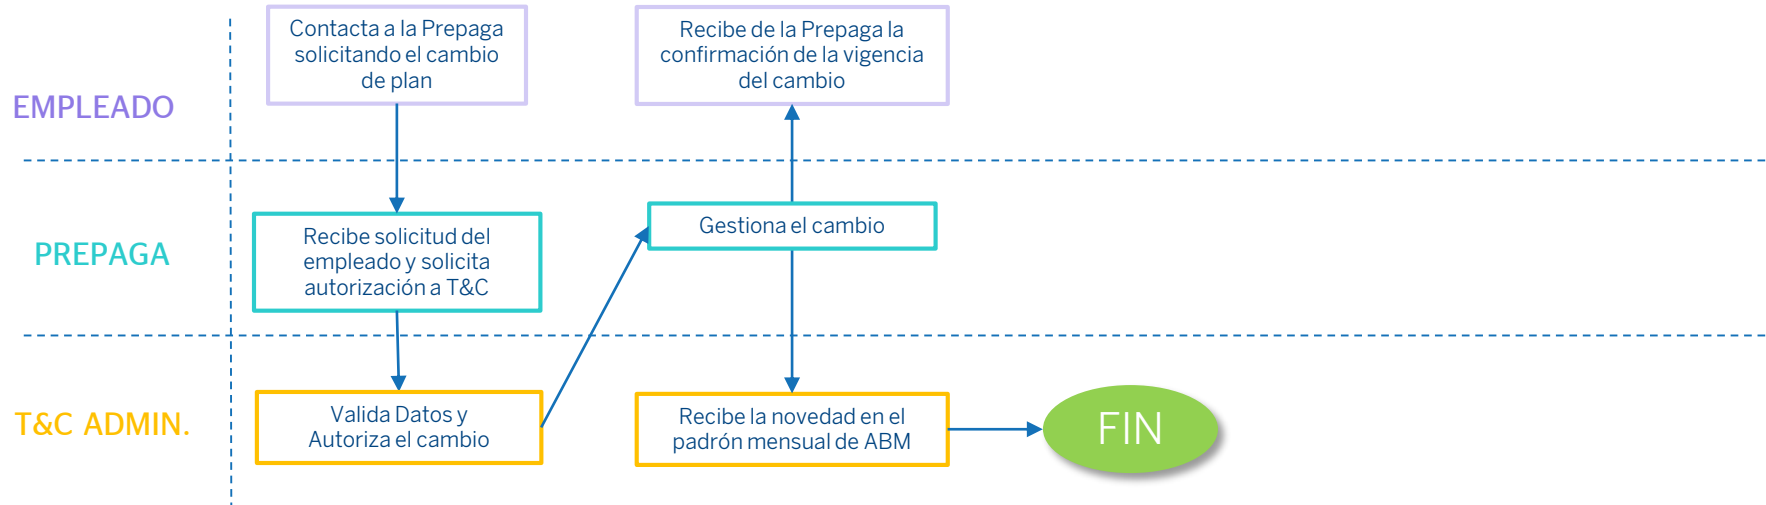 Contacta a la Prepaga
solicitando el cambio
de plan
Recibe de la Prepaga la
confirmación de la vigencia
del cambio
EMPLEADO
PREPAGA
Recibe solicitud del
empleado y solicita
autorización a T&C
Gestiona el cambio
T&C ADMIN.
Valida Datos y
Autoriza el cambio
Recibe la novedad en el
padrón mensual de ABM
FIN